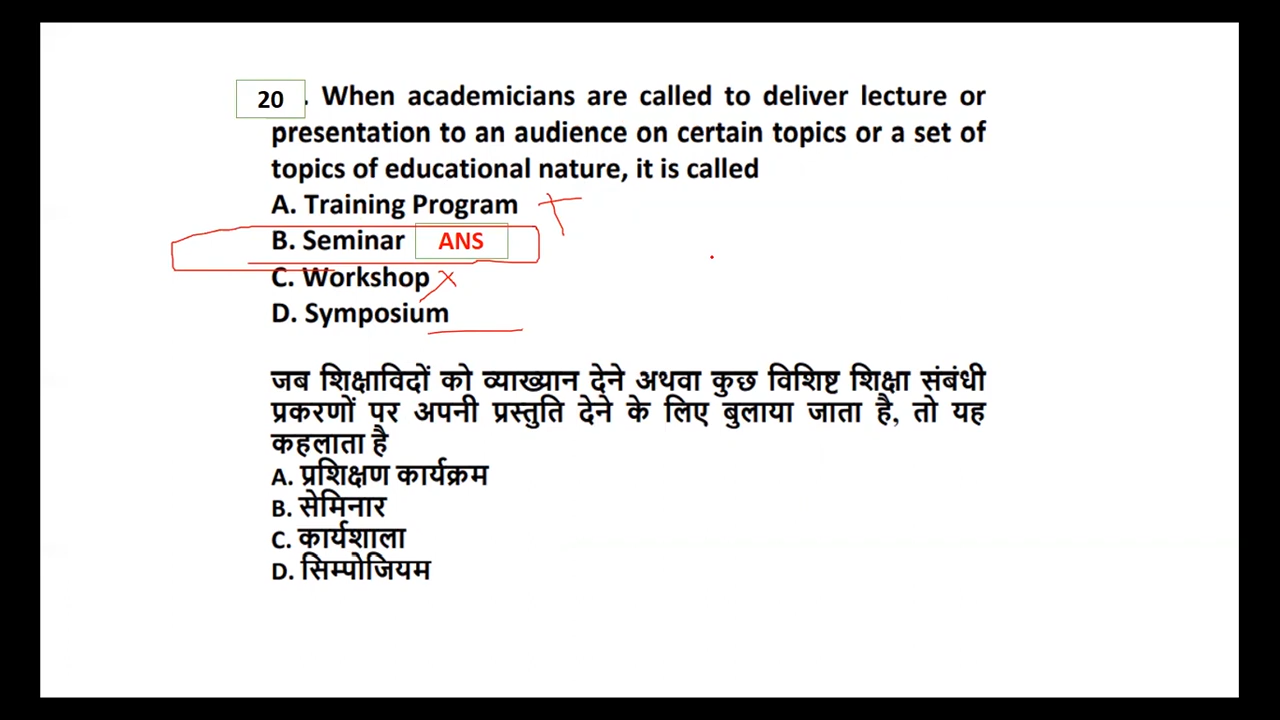 20 . When academicians are called to deliver lecture or
presentation to an audience on certain topics or a set of
topics of educational nature, it is called
A. Training Program
B. Seminar ANS
C. Workshop
D. Symposium
जब शिक्षाविदों को व्याख्यान देने अथवा कुछ विशिष्ट शिक्षा संबंधी
प्रकरणों पर अपनी प्रस्तुति देने के लिए बुलाया जाता है, तो यह
कहलाता है
A. प्रशिक्षण कार्यक्रम
B. सेमिनार
C. कार्यशाला
D. सिम्पोजियम